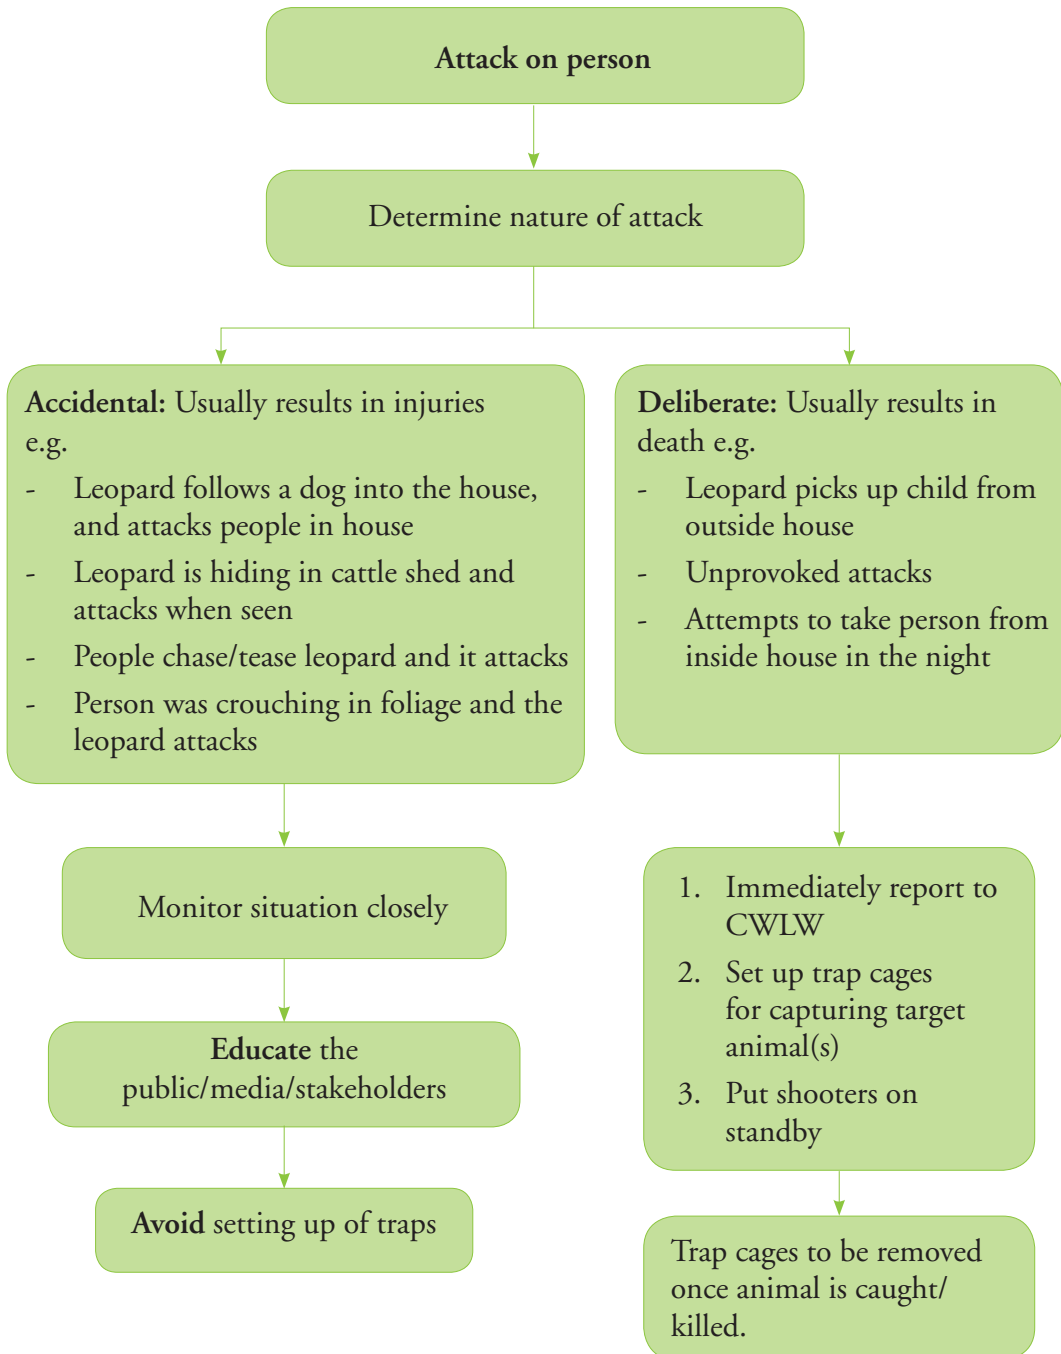 Attack on person
Determine nature of attack
Accidental: Usually results in injuries
e.g.
- Leopard follows a dog into the house,
and attacks people in house
- Leopard is hiding in cattle shed and
attacks when seen
- People chase/tease leopard and it attacks
- Person was crouching in foliage and the
leopard attacks
Monitor situation closely
Educate the
public/media/stakeholders
Avoid setting up of traps
Deliberate: Usually results in
death e.g.
- Leopard picks up child from
outside house
- Unprovoked attacks
- Attempts to take person from
inside house in the night
1. Immediately report to
CWLW
2. Set up trap cages
for capturing target
animal(s)
3. Put shooters on
standby
Trap cages to be removed
once animal is caught/
killed.